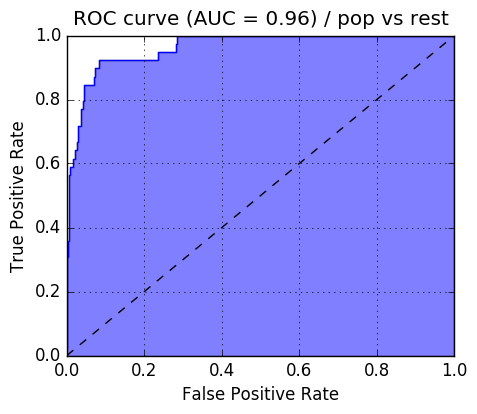 ROC curve (AUC = 0.96) / pop vs rest
1.0
0.8
0.6
0.4
0.2
0.0
True Positive Rate
0.0 0.2 0.4 0.6 0.8 1.0
False Positive Rate